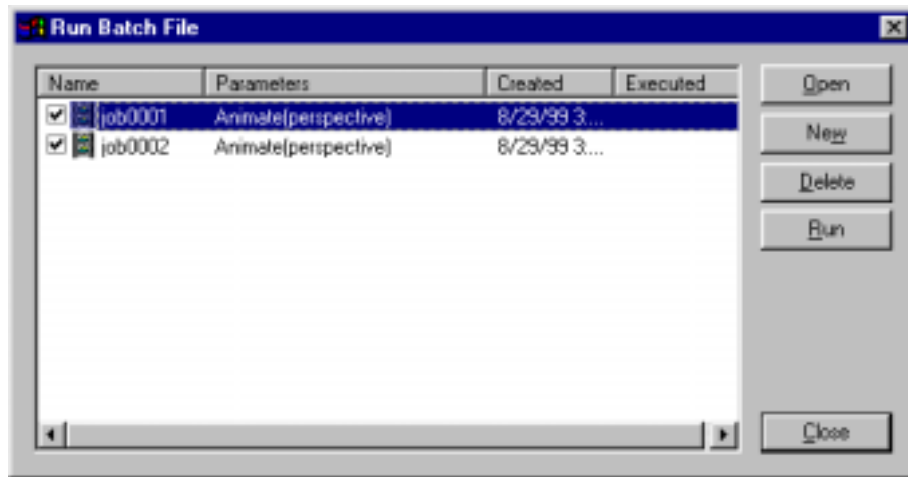 Run Batch File
Name Parameters Created Executed
job0001 Animate(perspective) 8/29/99 3:...
job0002 Animate(perspective) 8/29/99 3:...
Open
New
Delete
Run
Close